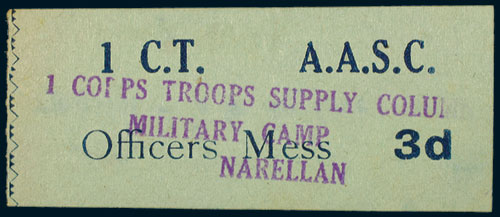 1 C.T. A.A.S.C.
1 CORPS TROOPS SUPPLY COLU
MILITARY CAMP
Officers Mess 3d
NARELLAN